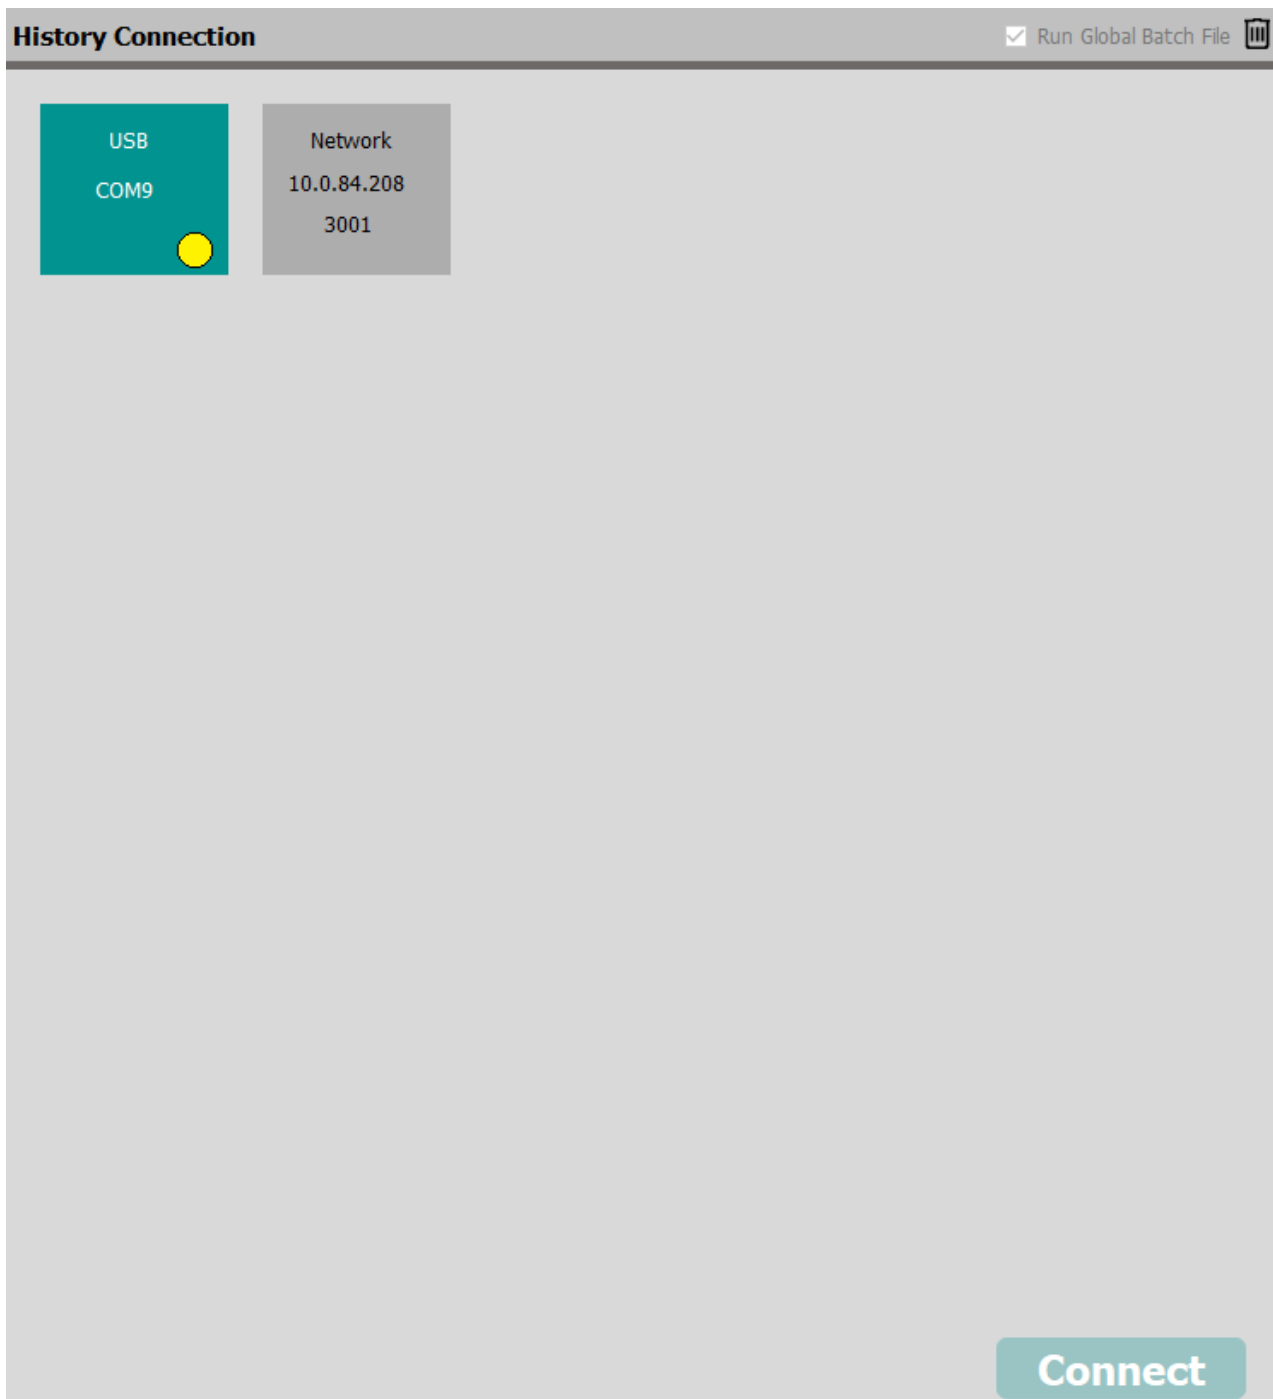 History Connection
Run Global Batch File
USB
COM9
Network
10.0.84.208
3001
Connect